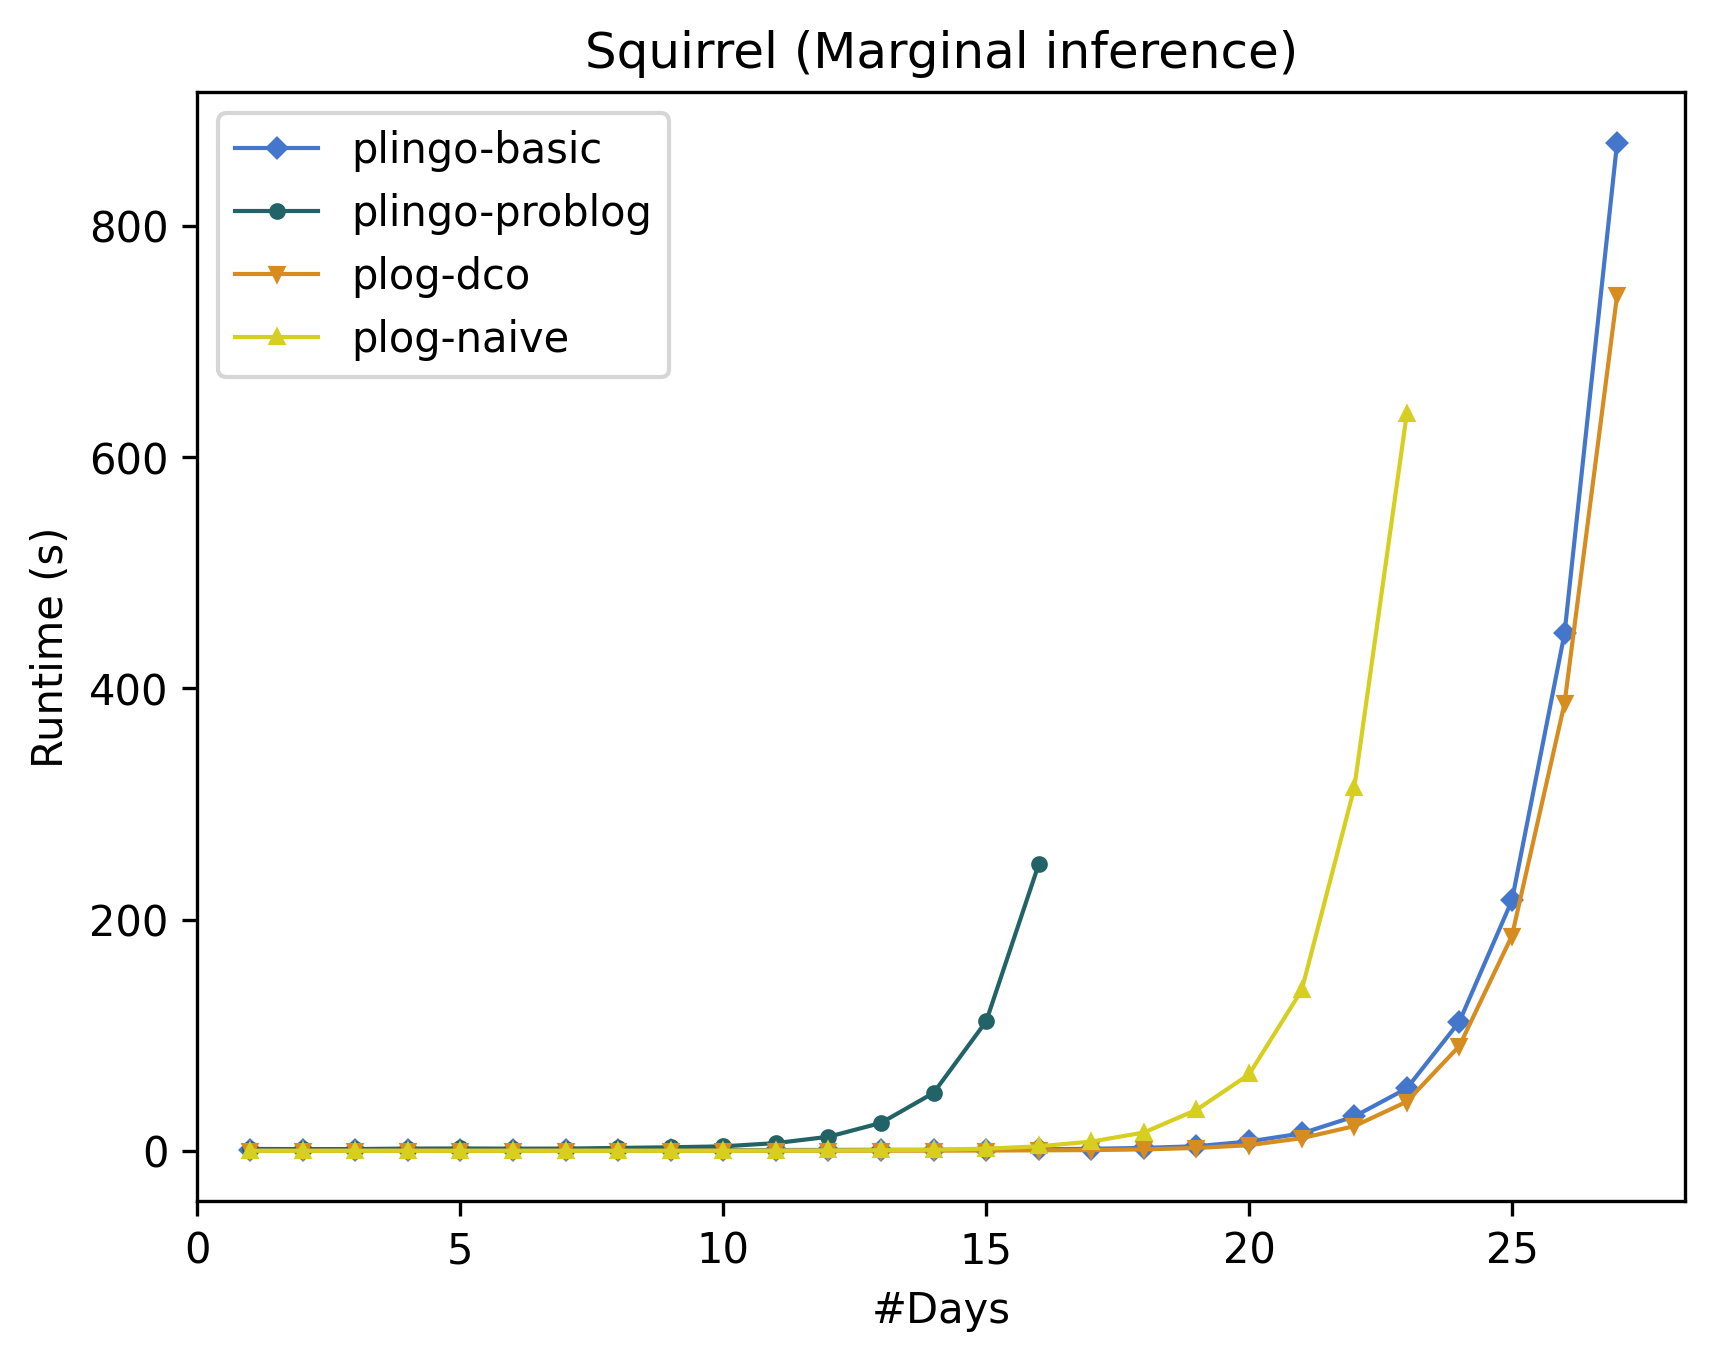 Squirrel (Marginal inference)
plingo-basic
plingo-problog
plog-dco
plog-naive
Runtime (s)
800
600
400
200
0
0 5 10 15 20 25
#Days